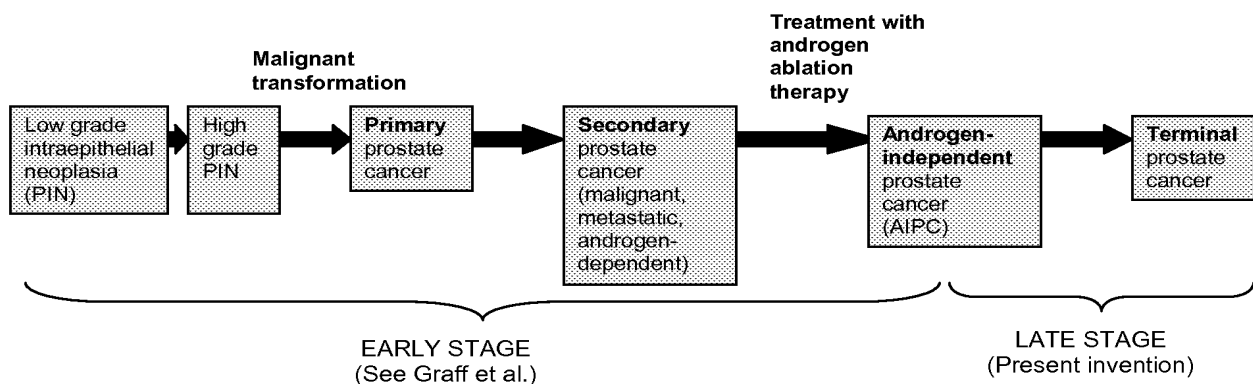 Malignant
transformation
Treatment with
androgen
ablation
therapy
Low grade
intraepithelial
neoplasia
(PIN)
High
grade
PIN
Primary
prostate
cancer
Secondary
prostate
cancer
(malignant,
metastatic,
androgen-
dependent)
Androgen-
independent
prostate
cancer
(AIPC)
Terminal
prostate
cancer
EARLY STAGE
(See Graff et al.)
LATE STAGE
(Present invention)